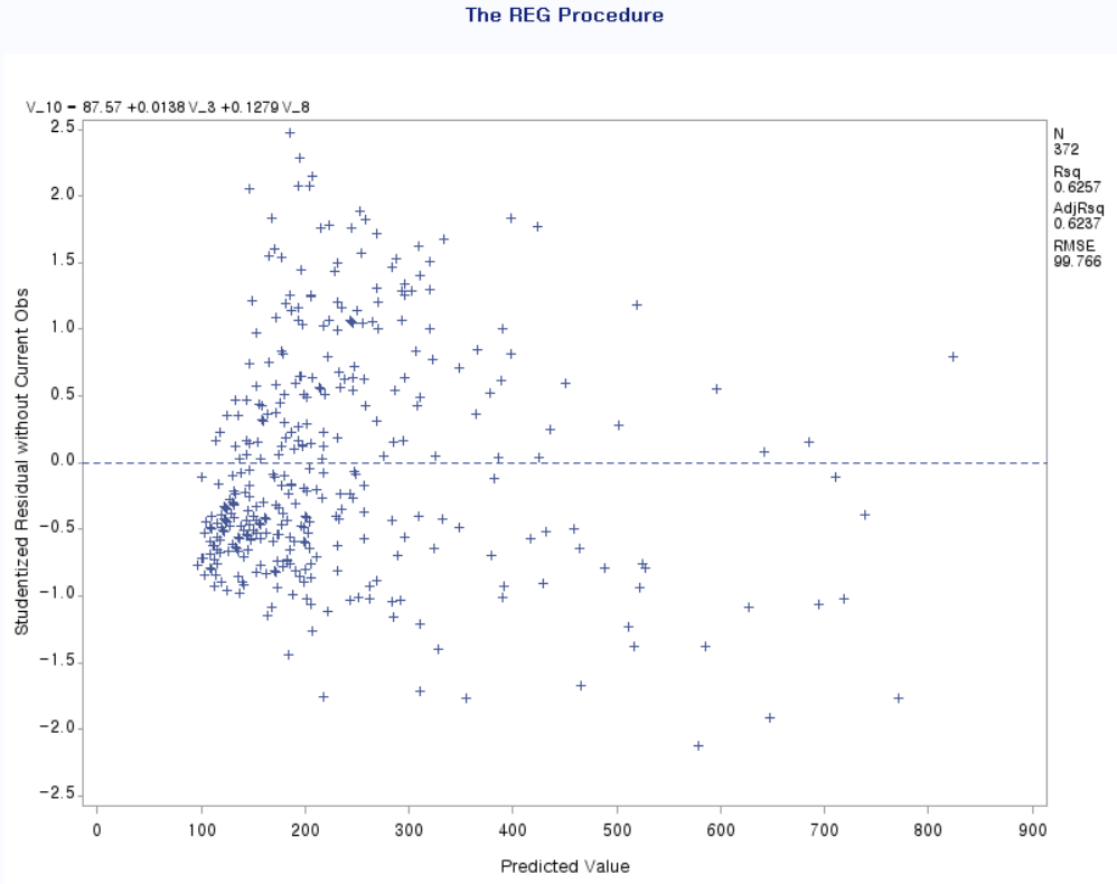 The REG Procedure
V_10 = 87.57 +0.0138 V_3 +0.1279 V_8
N
372
Rsq
0.6257
AdjRsq
0.6237
RMSE
99.766
2.5
2.0
1.5
1.0
0.5
0.0
-0.5
-1.0
-1.5
-2.0
-2.5
Studentized Residual without Current Obs
0 100 200 300 400 500 600 700 800 900
Predicted Value